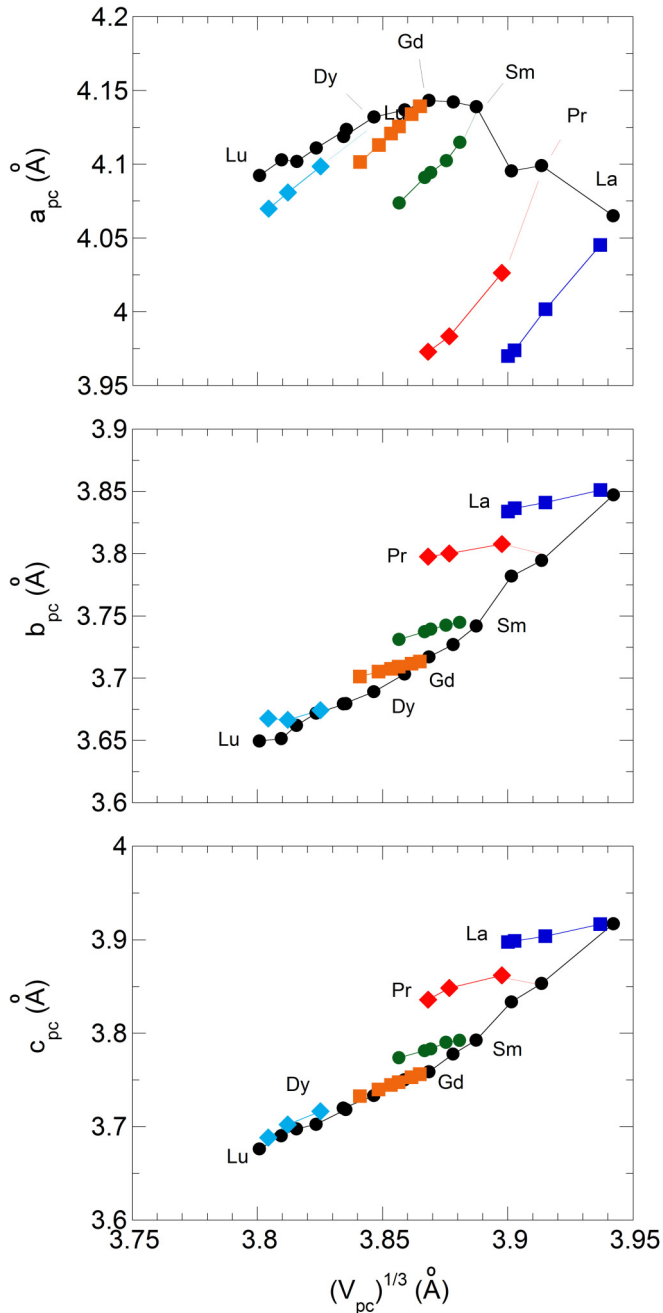 4.2
Gd
Sm
Dy
4.15
Pr
Lu
Lu
4.1
La
a_pc (Å)
4.05
4
3.95
3.9
3.85
La
3.8
Pr
b_pc (Å)
3.75
Sm
3.7
Gd
Dy
3.65
Lu
3.6
4
3.9
La
c_pc (Å)
Pr
3.8
Sm
Gd
Dy
3.7
Lu
3.6
3.75 3.8 3.85 3.9 3.95
(V_pc)^1/3 (Å)